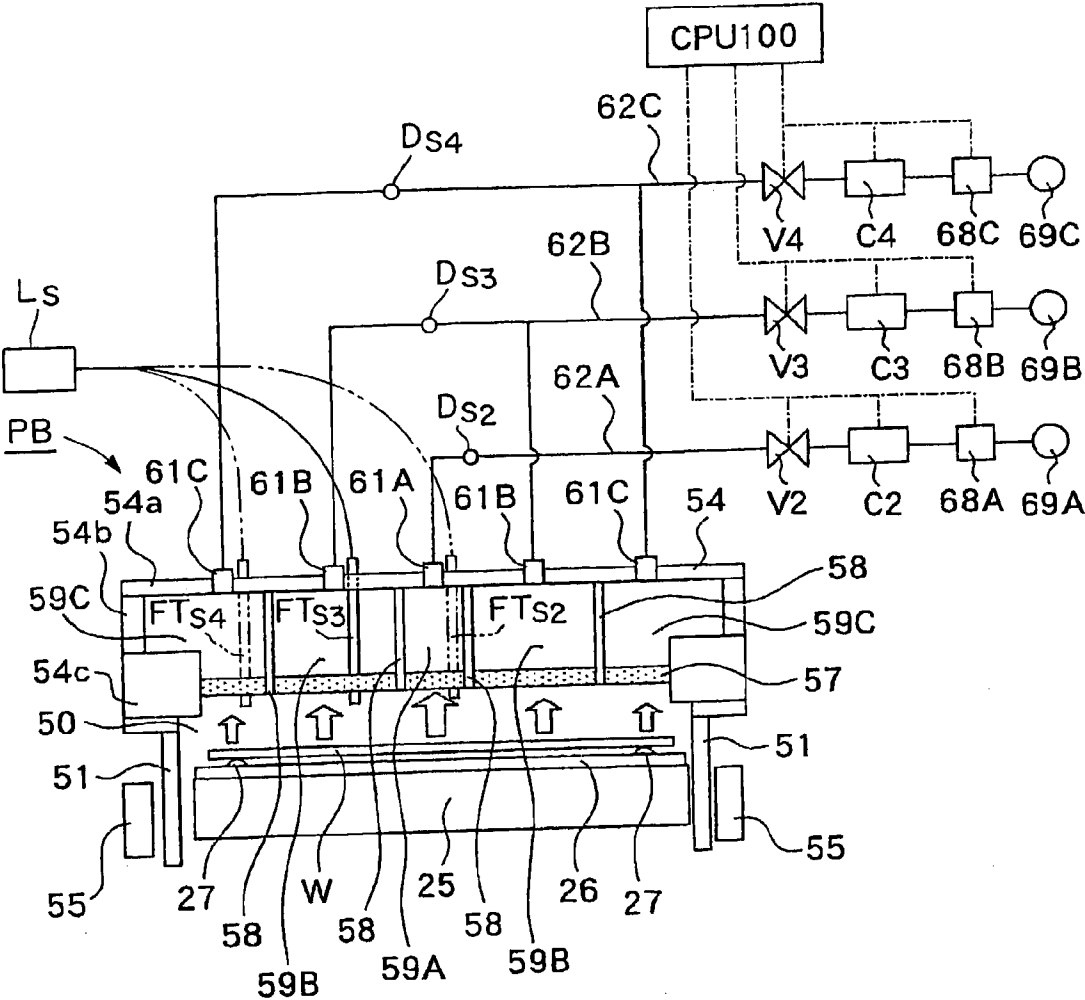 CPU100
62C
DS4
V4 C4 68C 69C
62B
LS
DS3
V3 C3 68B 69B
62A
PB
DS2
61C 61B 61A 61B 61C 54
V2 C2 68A 69A
54a
54b
58
59C FTS4 FTS3 FTS2 59C
54c
57
50
51 51
55 27 58 59B W 58 59A 25 58 59B 26 27 55